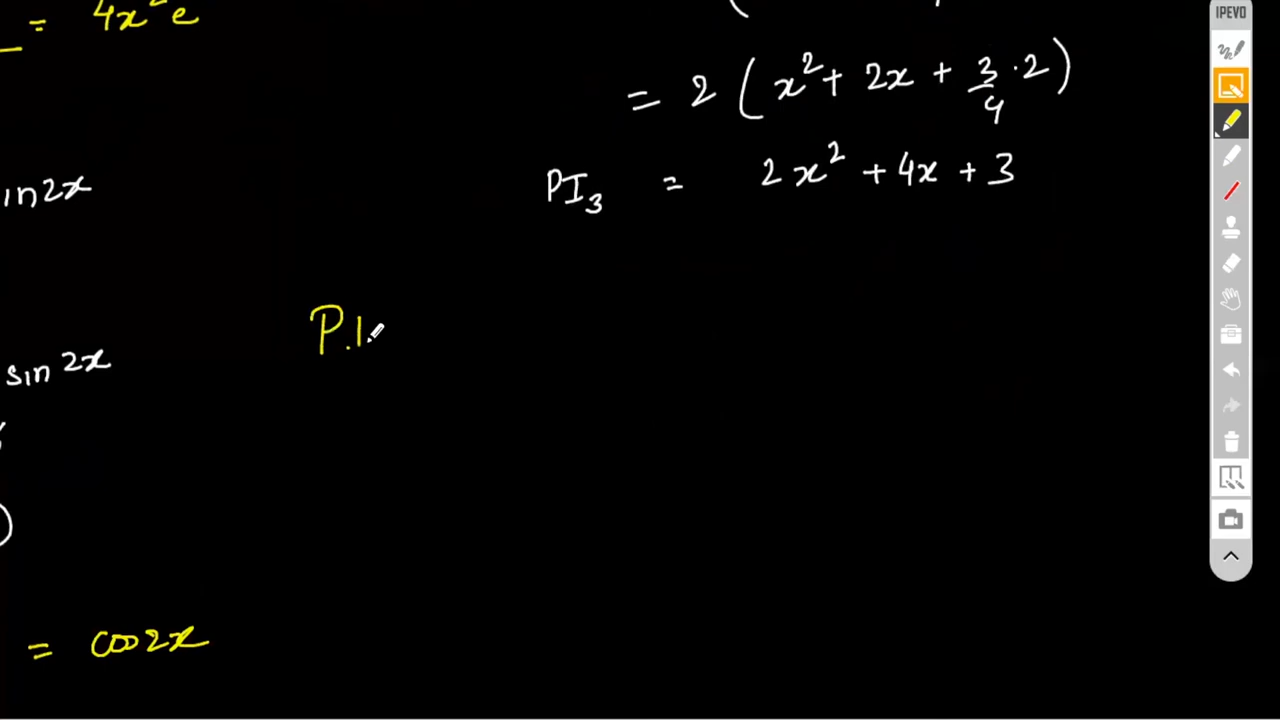 = 4x²e
in2x
sin 2x
= cos2x
= 2 ( x² + 2x + 3/4 · 2 )
PI₃ = 2x² + 4x + 3
P.I
IPEVO